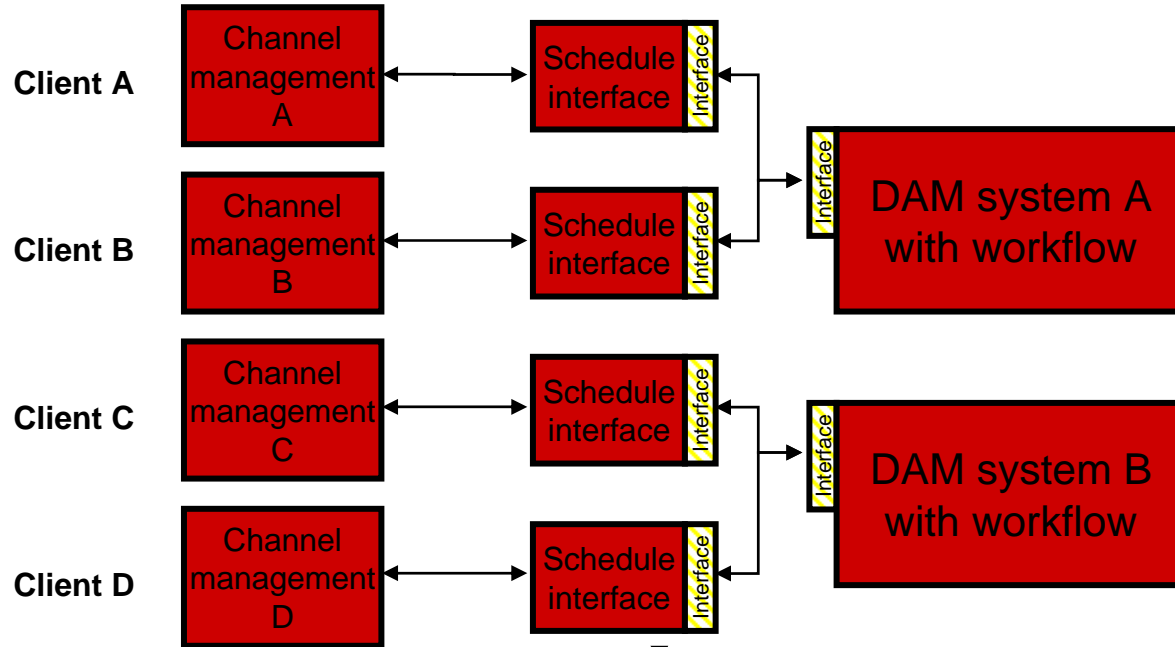 Client A
Channel
management
A
Schedule
interface
Interface
Interface
DAM system A
with workflow
Client B
Channel
management
B
Schedule
interface
Interface
Client C
Channel
management
C
Schedule
interface
Interface
Interface
DAM system B
with workflow
Client D
Channel
management
D
Schedule
interface
Interface